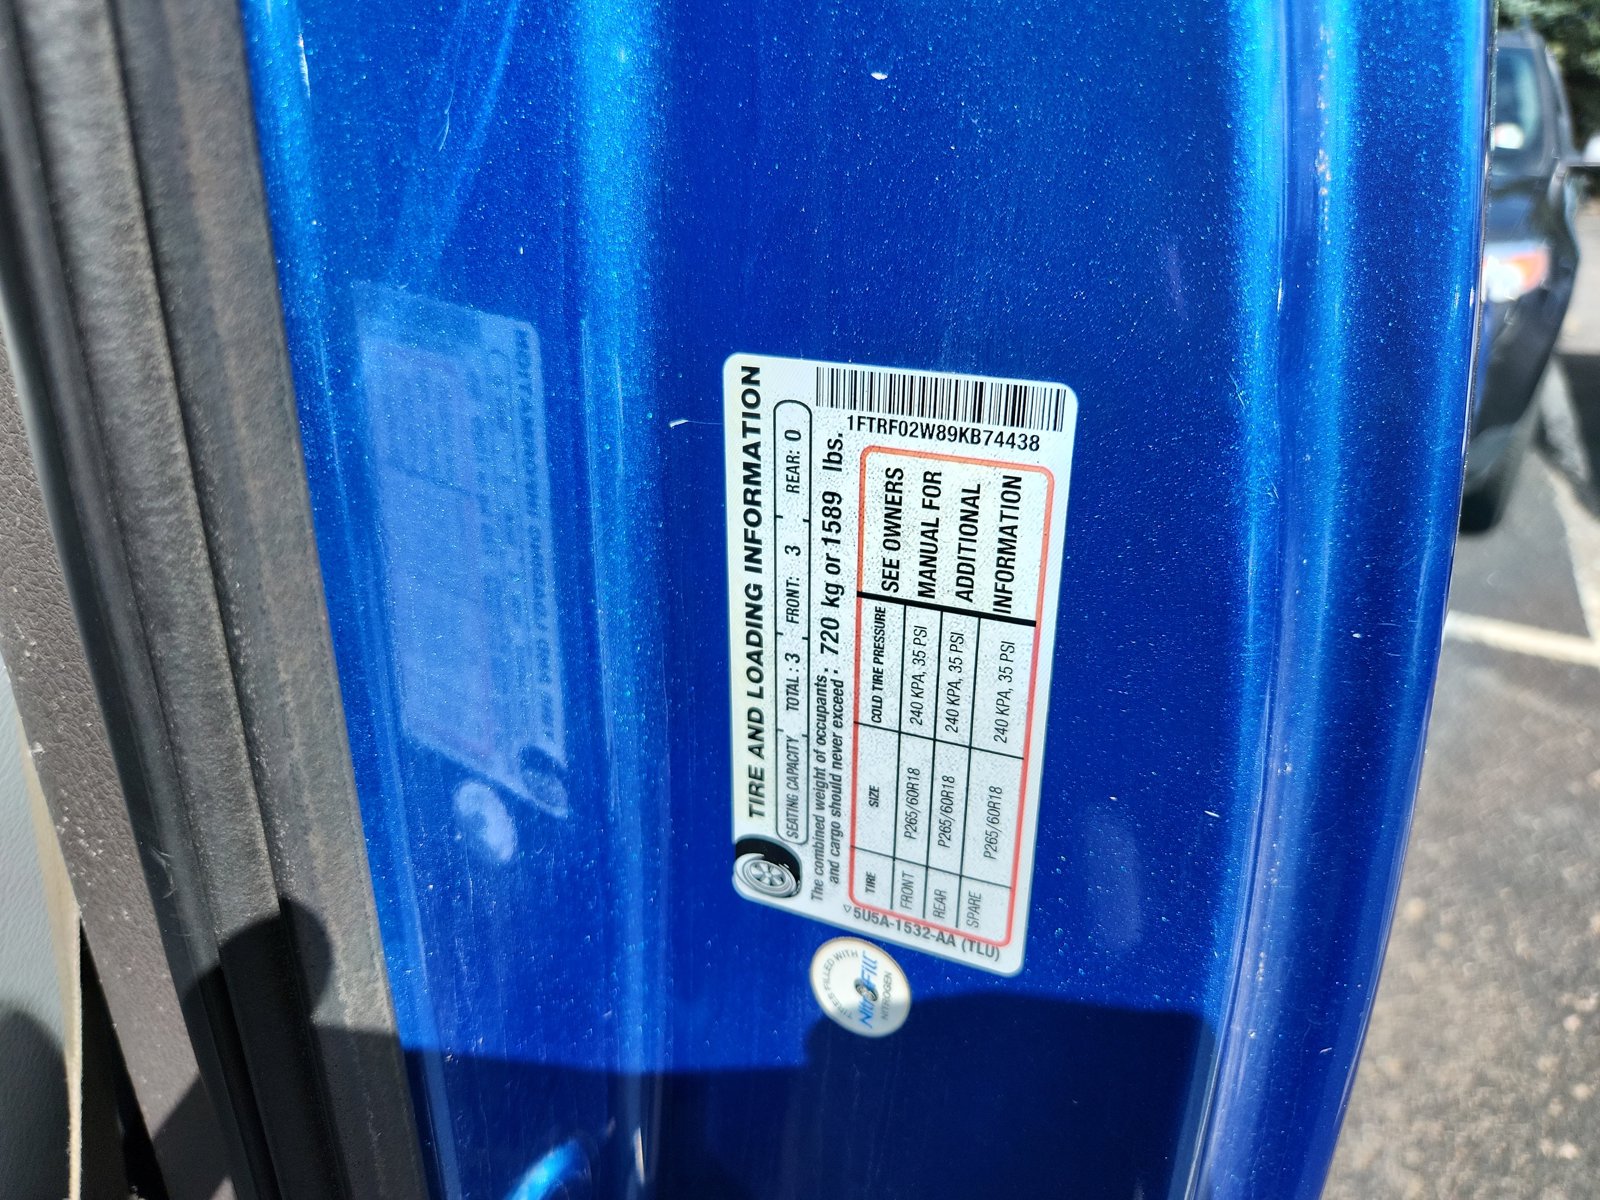 TIRE AND LOADING INFORMATION
SEATING CAPACITY TOTAL : 3 FRONT: 3 REAR: 0
The combined weight of occupants and cargo should never exceed : 720 kg or 1589 lbs.
1FTRF02W89KB74438
TIRE SIZE COLD TIRE PRESSURE
FRONT P265/60R18 240 KPA, 35 PSI
REAR P265/60R18 240 KPA, 35 PSI
SPARE P265/60R18 240 KPA, 35 PSI
SEE OWNERS
MANUAL FOR
ADDITIONAL
INFORMATION
5U5A-1532-AA (TLU)
TIRES FILLED WITH
NitroFill
NITROGEN